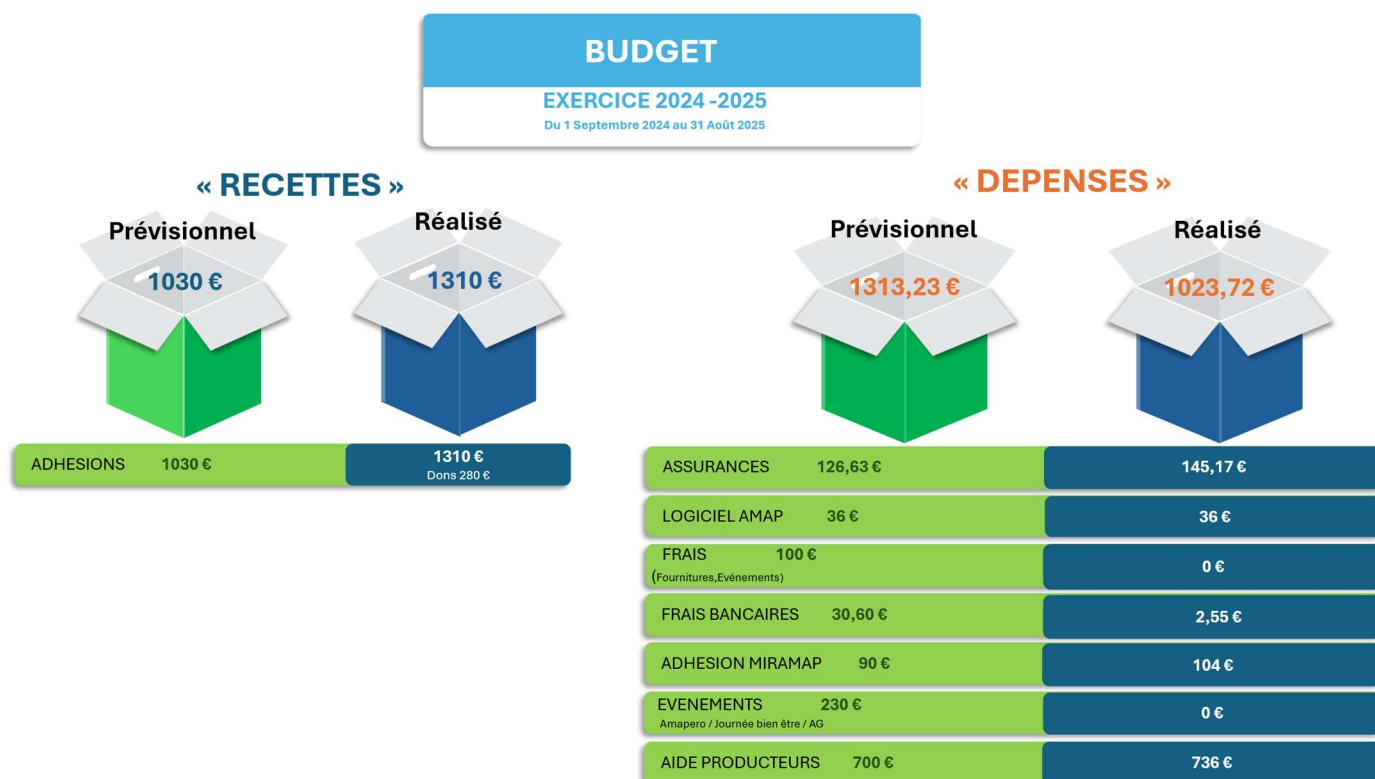 BUDGET
EXERCICE 2024 -2025
Du 1 Septembre 2024 au 31 Août 2025
« RECETTES »
Prévisionnel
1030 €
Réalisé
1310 €
ADHESIONS 1030 €
1310 €
Dons 280 €
« DEPENSES »
Prévisionnel
1313,23 €
Réalisé
1023,72 €
ASSURANCES 126,63 €
145,17 €
LOGICIEL AMAP 36 €
36 €
FRAIS 100 €
(Fournitures,Evénements)
0 €
FRAIS BANCAIRES 30,60 €
2,55 €
ADHESION MIRAMAP 90 €
104 €
EVENEMENTS 230 €
Amapero / Journée bien être / AG
0 €
AIDE PRODUCTEURS 700 €
736 €